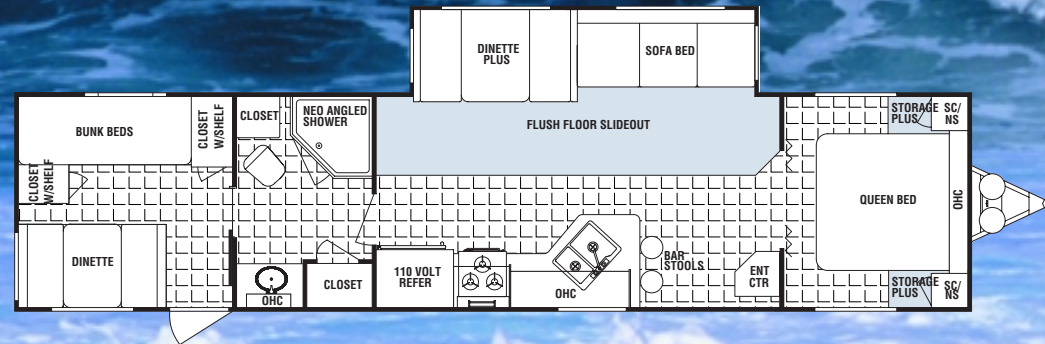 DINETTE
PLUS
SOFA BED
BUNK BEDS
CLOSET
W/SHELF
CLOSET
NEO ANGLED
SHOWER
FLUSH FLOOR SLIDEOUT
STORAGE
PLUS
SC/
NS
CLOSET
W/SHELF
QUEEN BED
OHC
DINETTE
110 VOLT
REFER
BAR
STOOLS
ENT
CTR
OHC
CLOSET
OHC
STORAGE
PLUS
SC/
NS